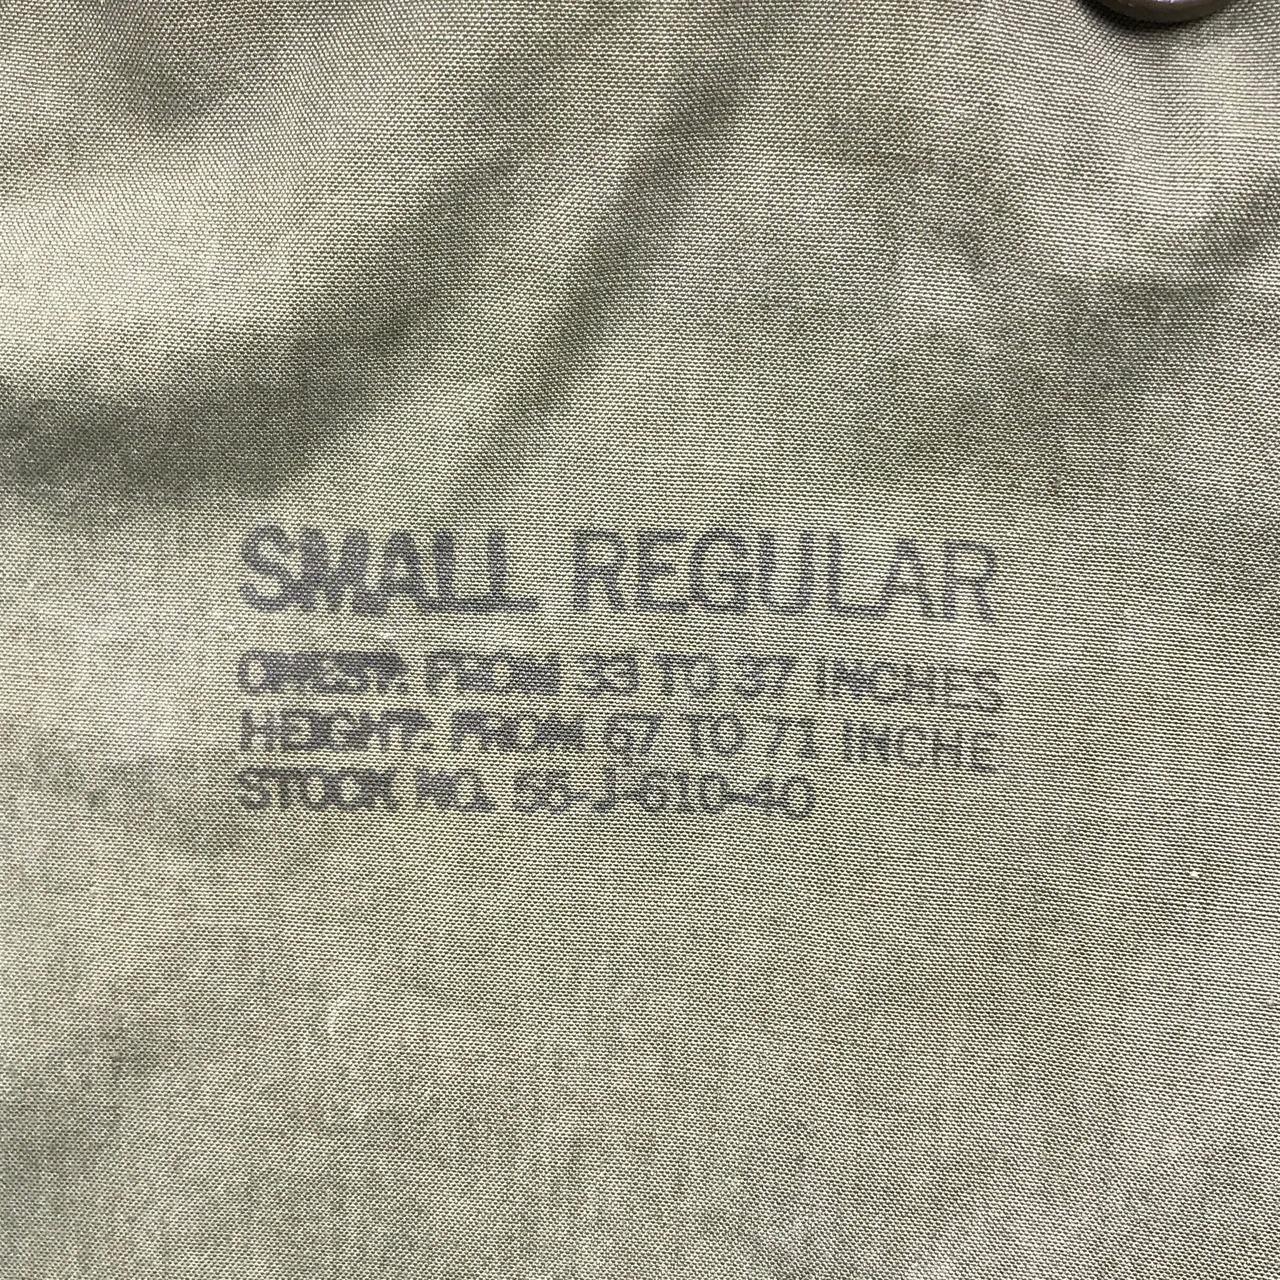 SMALL REGULAR
CHEST: FROM 33 TO 37 INCHES
HEIGHT: FROM 67 TO 71 INCHE
STOCK NO. 55-J-610-40